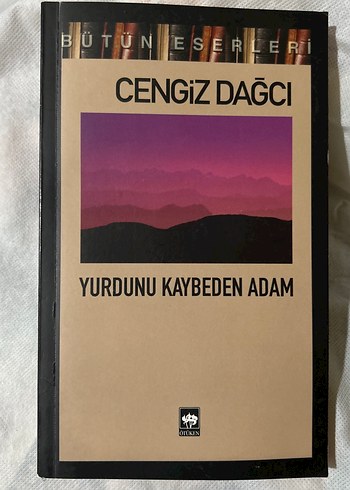 BÜTÜN ESERLERİ
CENGİZ DAĞCI
YURDUNU KAYBEDEN ADAM
ÖTÜKEN